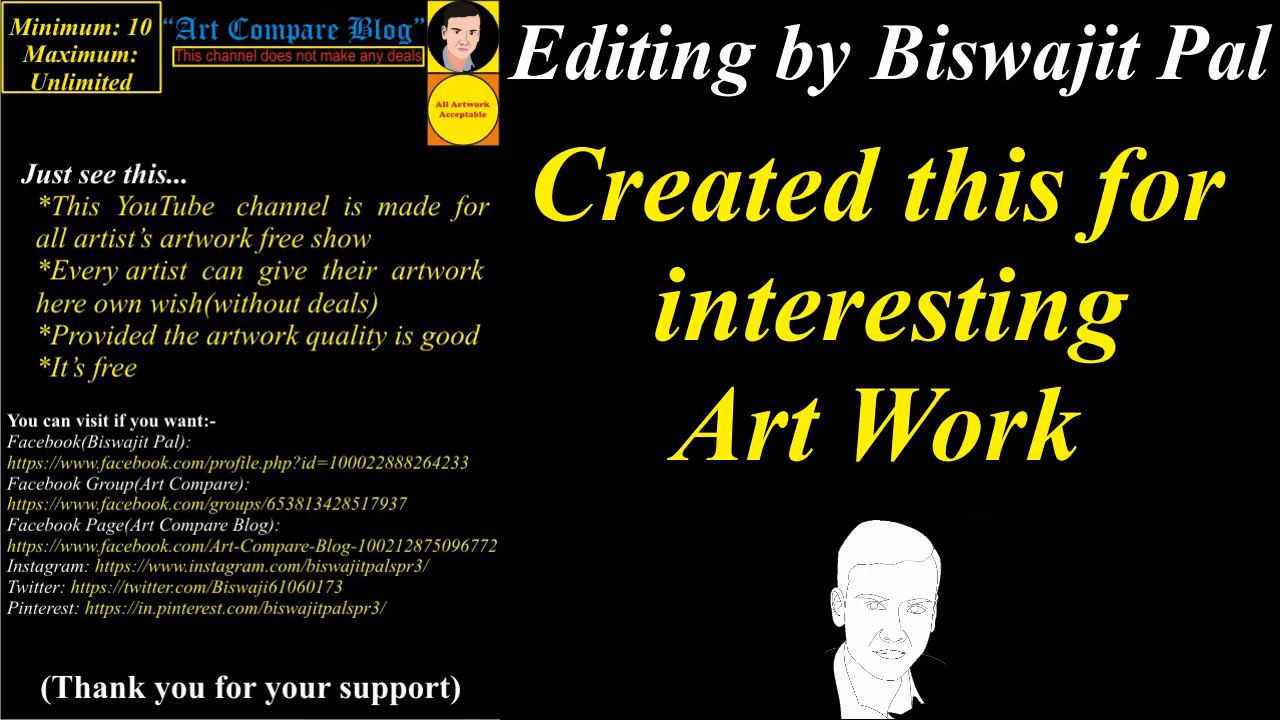 Minimum: 10
Maximum:
Unlimited
“Art Compare Blog”
This channel does not make any deals
All Artwork
Acceptable
Just see this...
*This YouTube channel is made for
all artist’s artwork free show
*Every artist can give their artwork
here own wish(without deals)
*Provided the artwork quality is good
*It’s free
You can visit if you want:-
Facebook(Biswajit Pal):
https://www.facebook.com/profile.php?id=100022888264233
Facebook Group(Art Compare):
https://www.facebook.com/groups/653813428517937
Facebook Page(Art Compare Blog):
https://www.facebook.com/Art-Compare-Blog-100212875096772
Instagram: https://www.instagram.com/biswajitpalspr3/
Twitter: https://twitter.com/Biswaji61060173
Pinterest: https://in.pinterest.com/biswajitpalspr3/
(Thank you for your support)
Editing by Biswajit Pal
Created this for
interesting
Art Work